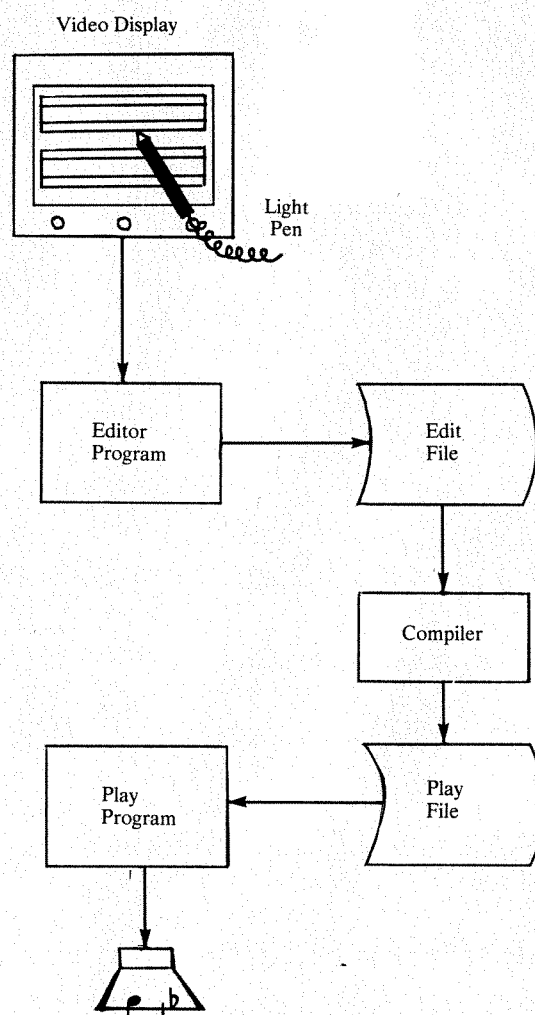 Video Display
Light
Pen
Editor
Program
Edit
File
Compiler
Play
Program
Play
File